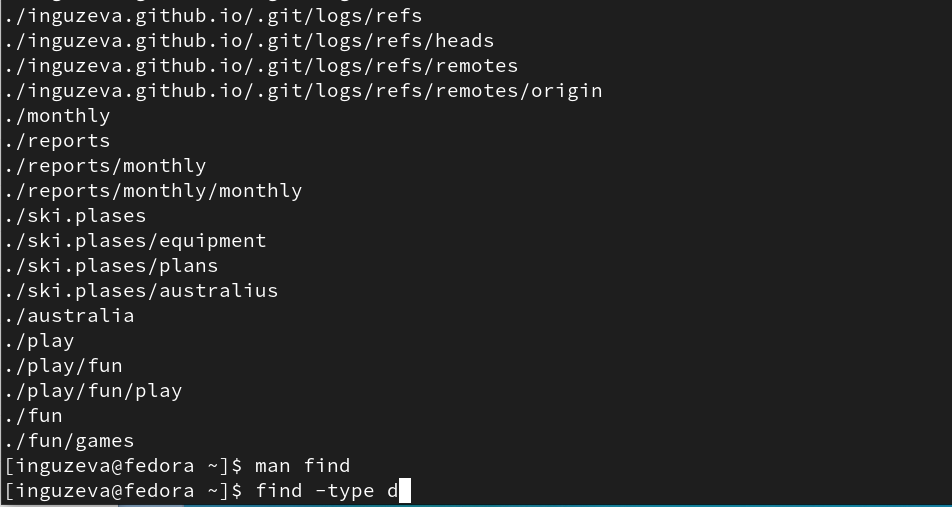 ./inguzeva.github.io/.git/logs/refs
./inguzeva.github.io/.git/logs/refs/heads
./inguzeva.github.io/.git/logs/refs/remotes
./inguzeva.github.io/.git/logs/refs/remotes/origin
./monthly
./reports
./reports/monthly
./reports/monthly/monthly
./ski.plases
./ski.plases/equipment
./ski.plases/plans
./ski.plases/australius
./australia
./play
./play/fun
./play/fun/play
./fun
./fun/games
[inguzeva@fedora ~]$ man find
[inguzeva@fedora ~]$ find -type d